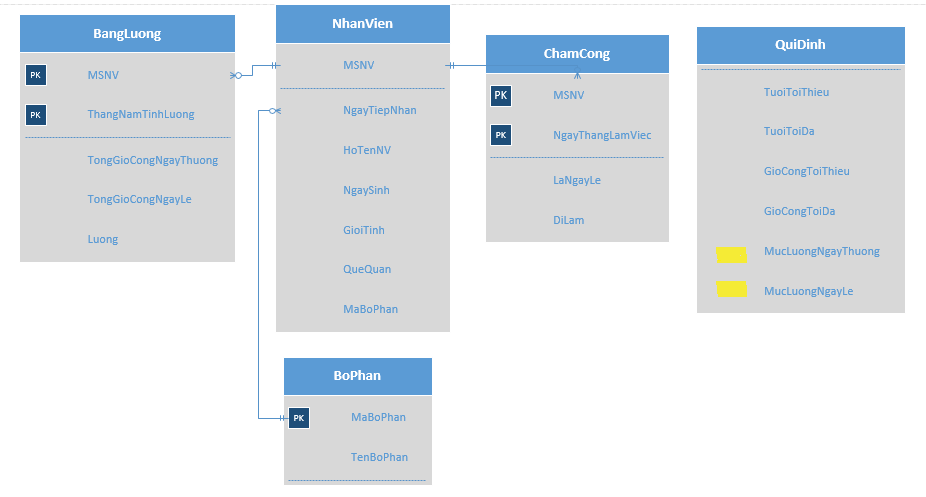 BangLuong
PK MSNV
PK ThangNamTinhLuong
TongGioCongNgayThuong
TongGioCongNgayLe
Luong
NhanVien
MSNV
NgayTiepNhan
HoTenNV
NgaySinh
GioiTinh
QueQuan
MaBoPhan
ChamCong
PK MSNV
PK NgayThangLamViec
LaNgayLe
DiLam
QuiDinh
TuoiToiThieu
TuoiToiDa
GioCongToiThieu
GioCongToiDa
MucLuongNgayThuong
MucLuongNgayLe
BoPhan
PK MaBoPhan
TenBoPhan